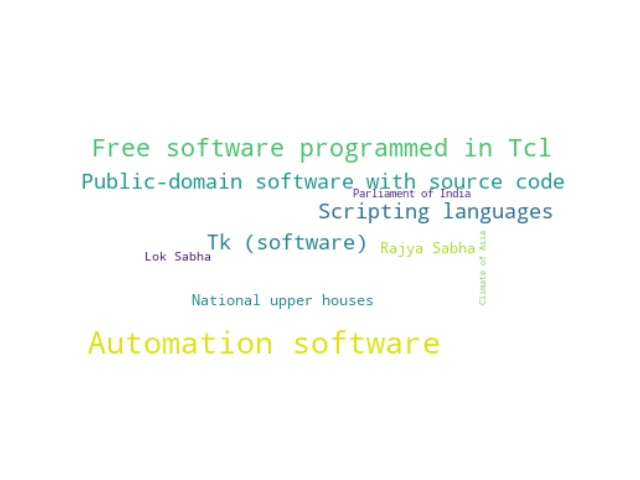 Free software programmed in Tcl
Public-domain software with source code
Parliament of India
Scripting languages
Tk (software)
Rajya Sabha
Lok Sabha
Climate of Asia
National upper houses
Automation software